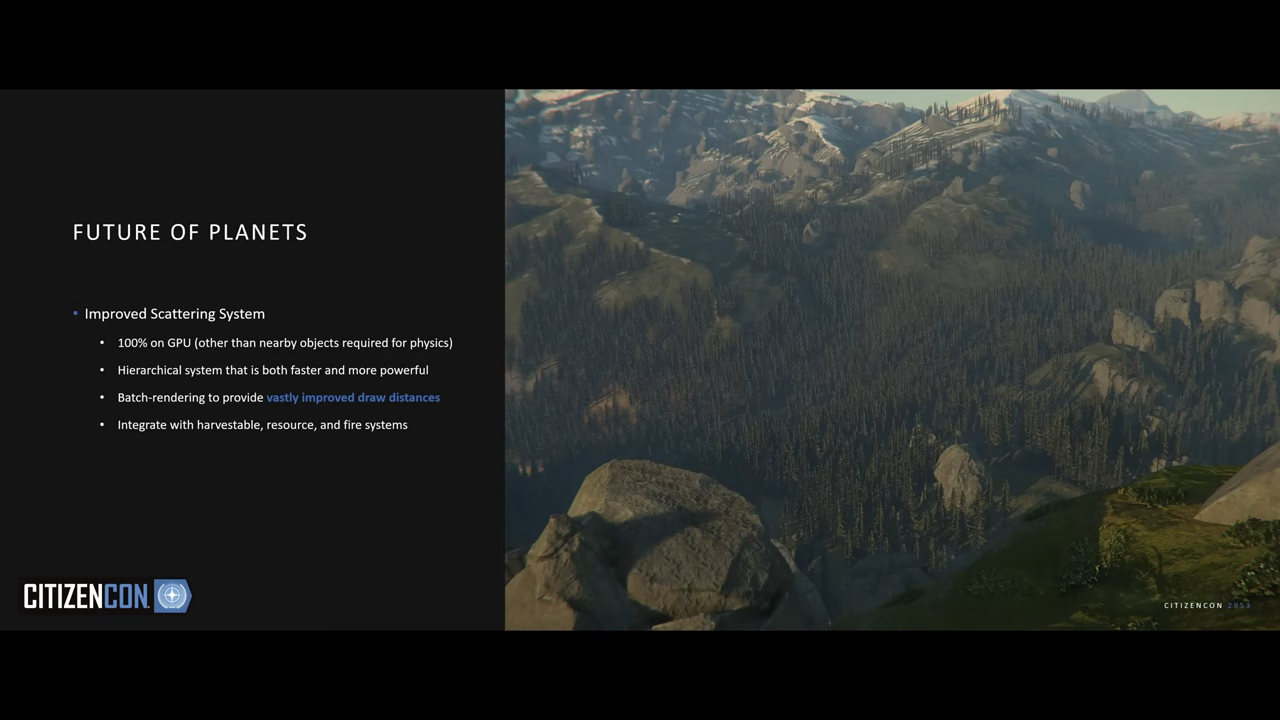 FUTURE OF PLANETS
• Improved Scattering System
• 100% on GPU (other than nearby objects required for physics)
• Hierarchical system that is both faster and more powerful
• Batch-rendering to provide vastly improved draw distances
• Integrate with harvestable, resource, and fire systems
CITIZENCON
CITIZENCON 2953